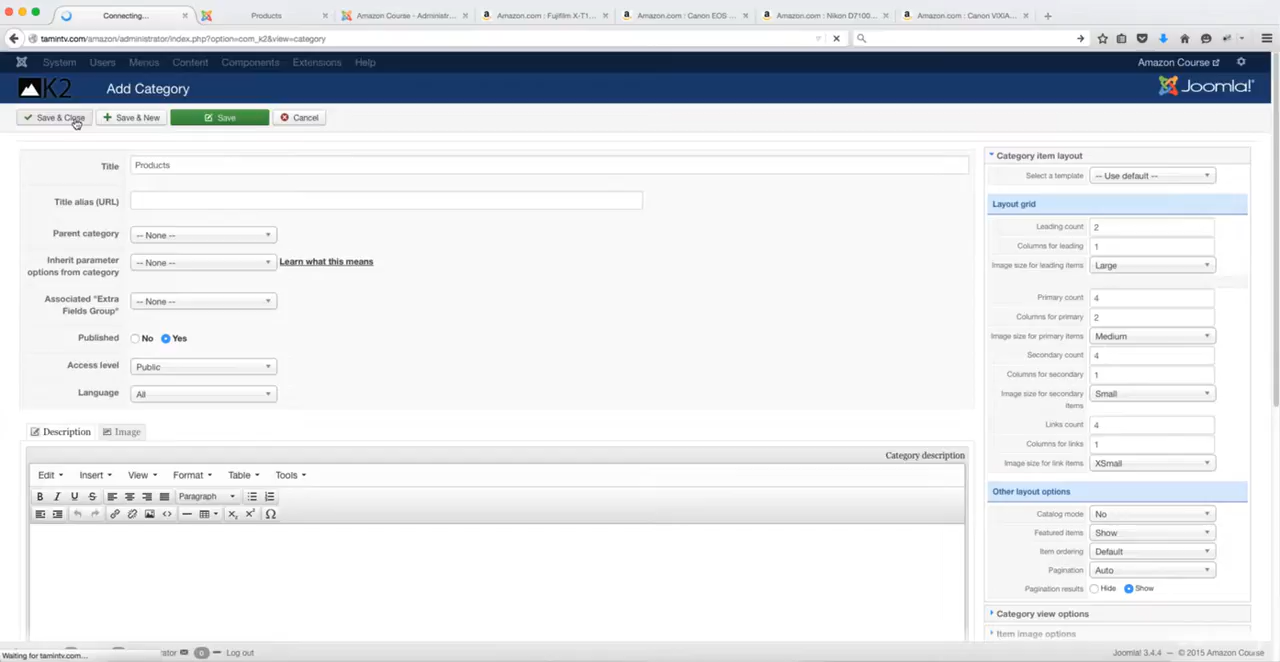 Connecting...
Products
Amazon Course - Administr...
Amazon.com : Fujifilm X-T1...
Amazon.com : Canon EOS ...
Amazon.com : Nikon D7100...
Amazon.com : Canon VIXIA...
tamintv.com/amazon/administrator/index.php?option=com_k2&view=category
System Users Menus Content Components Extensions Help
Amazon Course
K2 Add Category
Joomla!
Save & Close
Save & New
Save
Cancel
Title Products
Title alias (URL)
Parent category -- None --
Inherit parameter
options from category
-- None --
Learn what this means
Associated "Extra
Fields Group"
-- None --
Published No Yes
Access level Public
Language All
Description Image
Category description
Edit Insert View Format Table Tools
B I U S Paragraph
Category item layout
Select a template -- Use default --
Layout grid
Leading count 2
Columns for leading 1
Image size for leading items Large
Primary count 4
Columns for primary 2
Image size for primary items Medium
Secondary count 4
Columns for secondary 1
Image size for secondary
items
Small
Links count 4
Columns for links 1
Image size for link items XSmall
Other layout options
Catalog mode No
Featured items Show
Item ordering Default
Pagination Auto
Pagination results Hide Show
Category view options
Item image options
Waiting for tamintv.com...
rator
0
Log out
Joomla! 3.4.4 — © 2015 Amazon Course